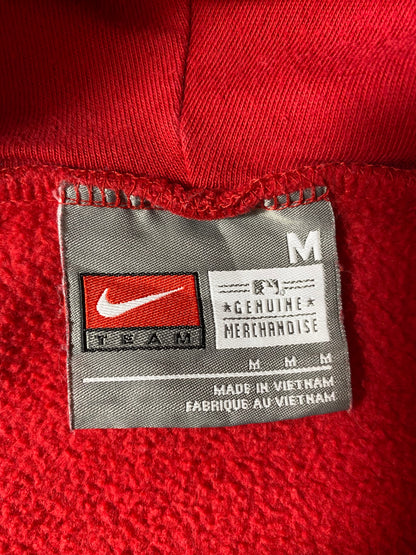 M
TEAM
★ GENUINE ★
MERCHANDISE
M M M
MADE IN VIETNAM
FABRIQUE AU VIETNAM